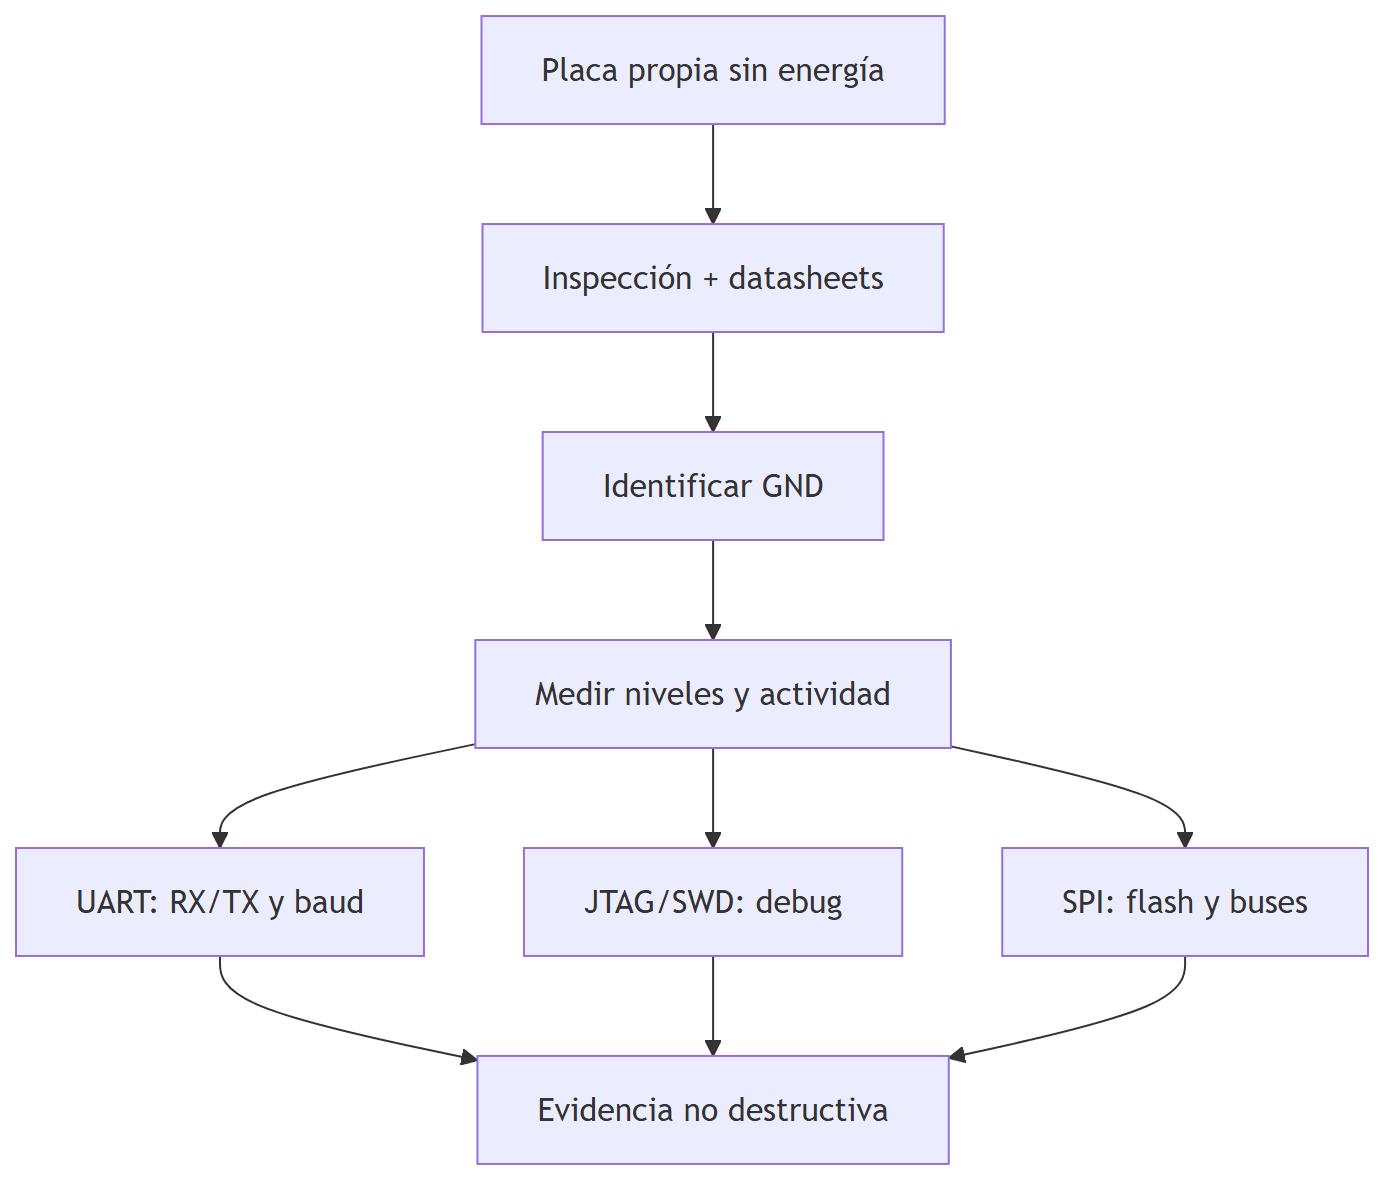 Placa propia sin energía
Inspección + datasheets
Identificar GND
Medir niveles y actividad
UART: RX/TX y baud
JTAG/SWD: debug
SPI: flash y buses
Evidencia no destructiva